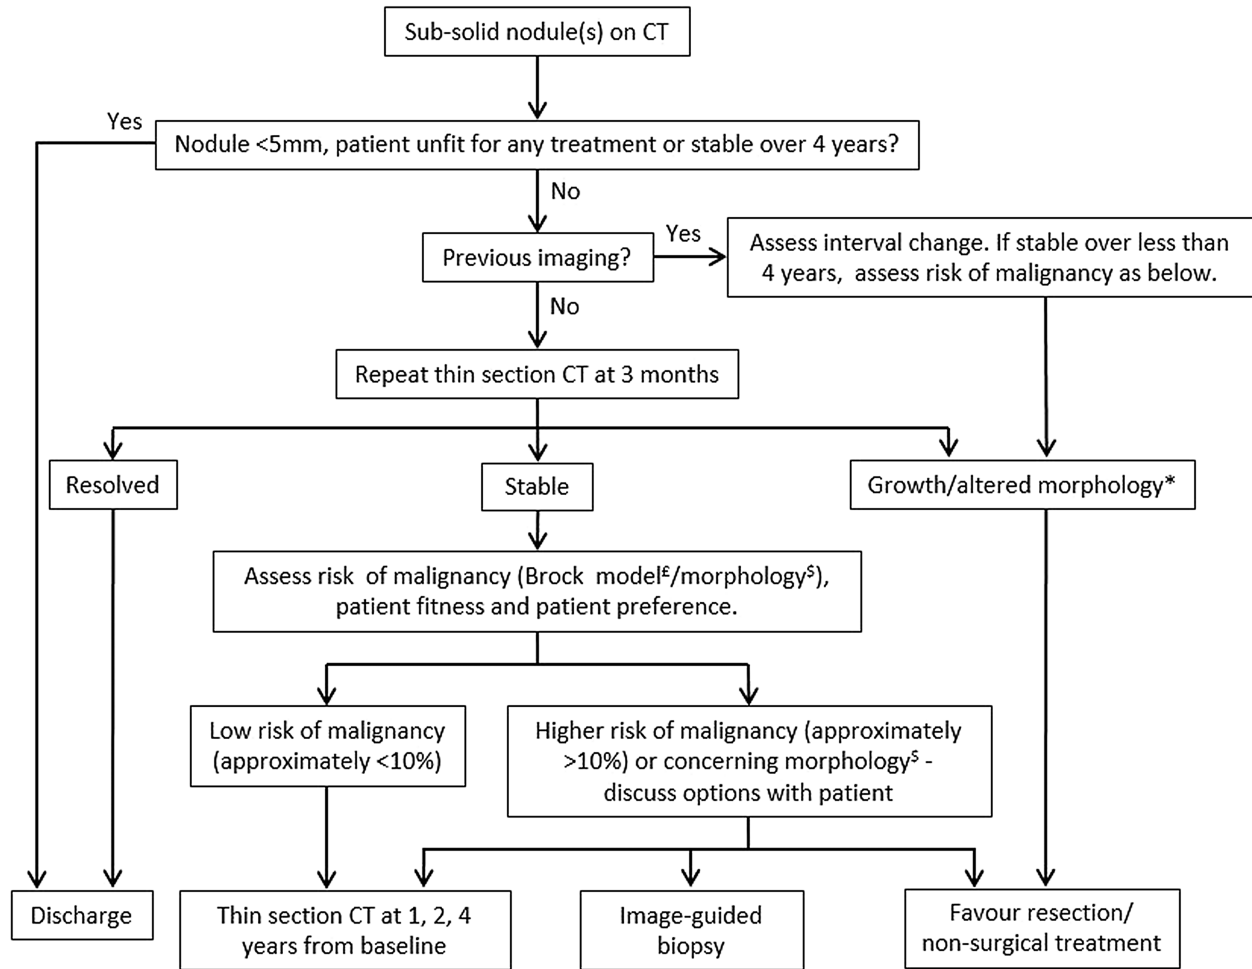 Sub-solid nodule(s) on CT
Yes
Nodule <5mm, patient unfit for any treatment or stable over 4 years?
No
Previous imaging?
Yes
Assess interval change. If stable over less than
4 years,  assess risk of malignancy as below.
No
Repeat thin section CT at 3 months
Resolved
Stable
Growth/altered morphology*
Assess risk  of malignancy (Brock  model£/morphology$),
patient fitness and patient preference.
Low risk of malignancy
(approximately <10%)
Higher risk of malignancy (approximately
>10%) or concerning morphology$ -
discuss options with patient
Discharge
Thin section CT at 1, 2, 4
years from baseline
Image-guided
biopsy
Favour resection/
non-surgical treatment